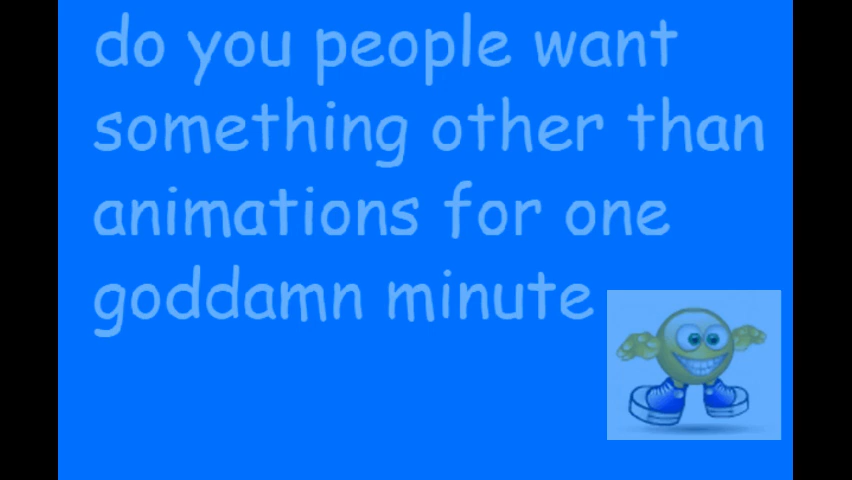 do you people want
something other than
animations for one
goddamn minute